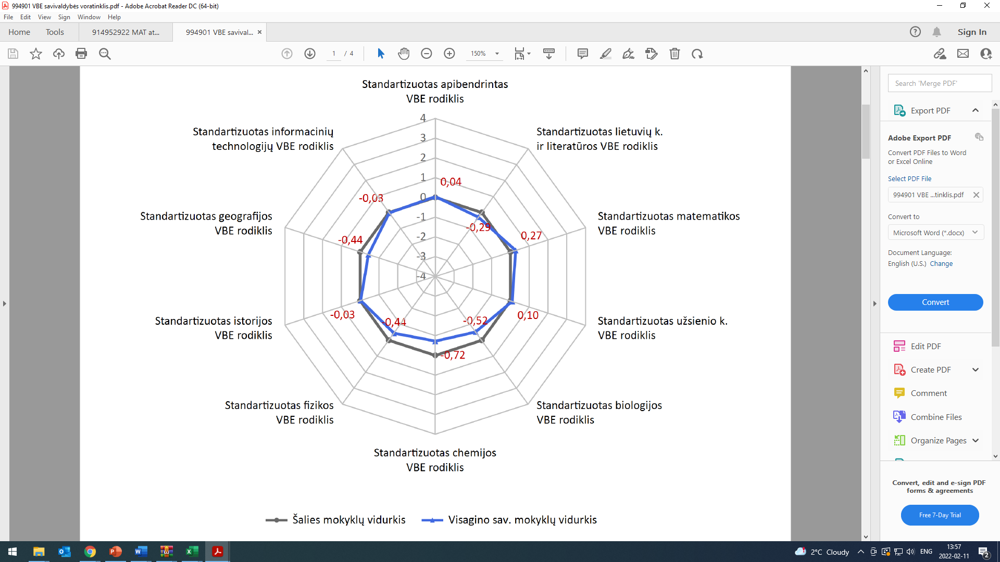 994901 VBE savivaldybės voratinklis.pdf - Adobe Acrobat Reader DC (64-bit)
File Edit View Sign Window Help
Home Tools 914952922 MAT at... 994901 VBE savival... ×
Sign In
1 / 4 150%
Standartizuotas apibendrintas
VBE rodiklis
Standartizuotas informacinių
technologijų VBE rodiklis
Standartizuotas lietuvių k.
ir literatūros VBE rodiklis
4
3
2
1
0
-1
-2
-3
-4
0,04
-0,03
-0,29
0,27
-0,44
Standartizuotas geografijos
VBE rodiklis
Standartizuotas matematikos
VBE rodiklis
-0,03
-0,44
-0,52
0,10
-0,72
Standartizuotas istorijos
VBE rodiklis
Standartizuotas užsienio k.
VBE rodiklis
Standartizuotas fizikos
VBE rodiklis
Standartizuotas biologijos
VBE rodiklis
Standartizuotas chemijos
VBE rodiklis
Šalies mokyklų vidurkis Visagino sav. mokyklų vidurkis
Search 'Merge PDF'
Export PDF
Adobe Export PDF
Convert PDF Files to Word
or Excel Online
Select PDF File
994901 VBE ...tinklis.pdf
Convert to
Microsoft Word (*.docx)
Document Language:
English (U.S.) Change
Convert
Edit PDF
Create PDF
Comment
Combine Files
Organize Pages
Convert, edit and e-sign PDF
forms & agreements
Free 7-Day Trial
2°C Cloudy ENG 13:57
2022-02-11 2